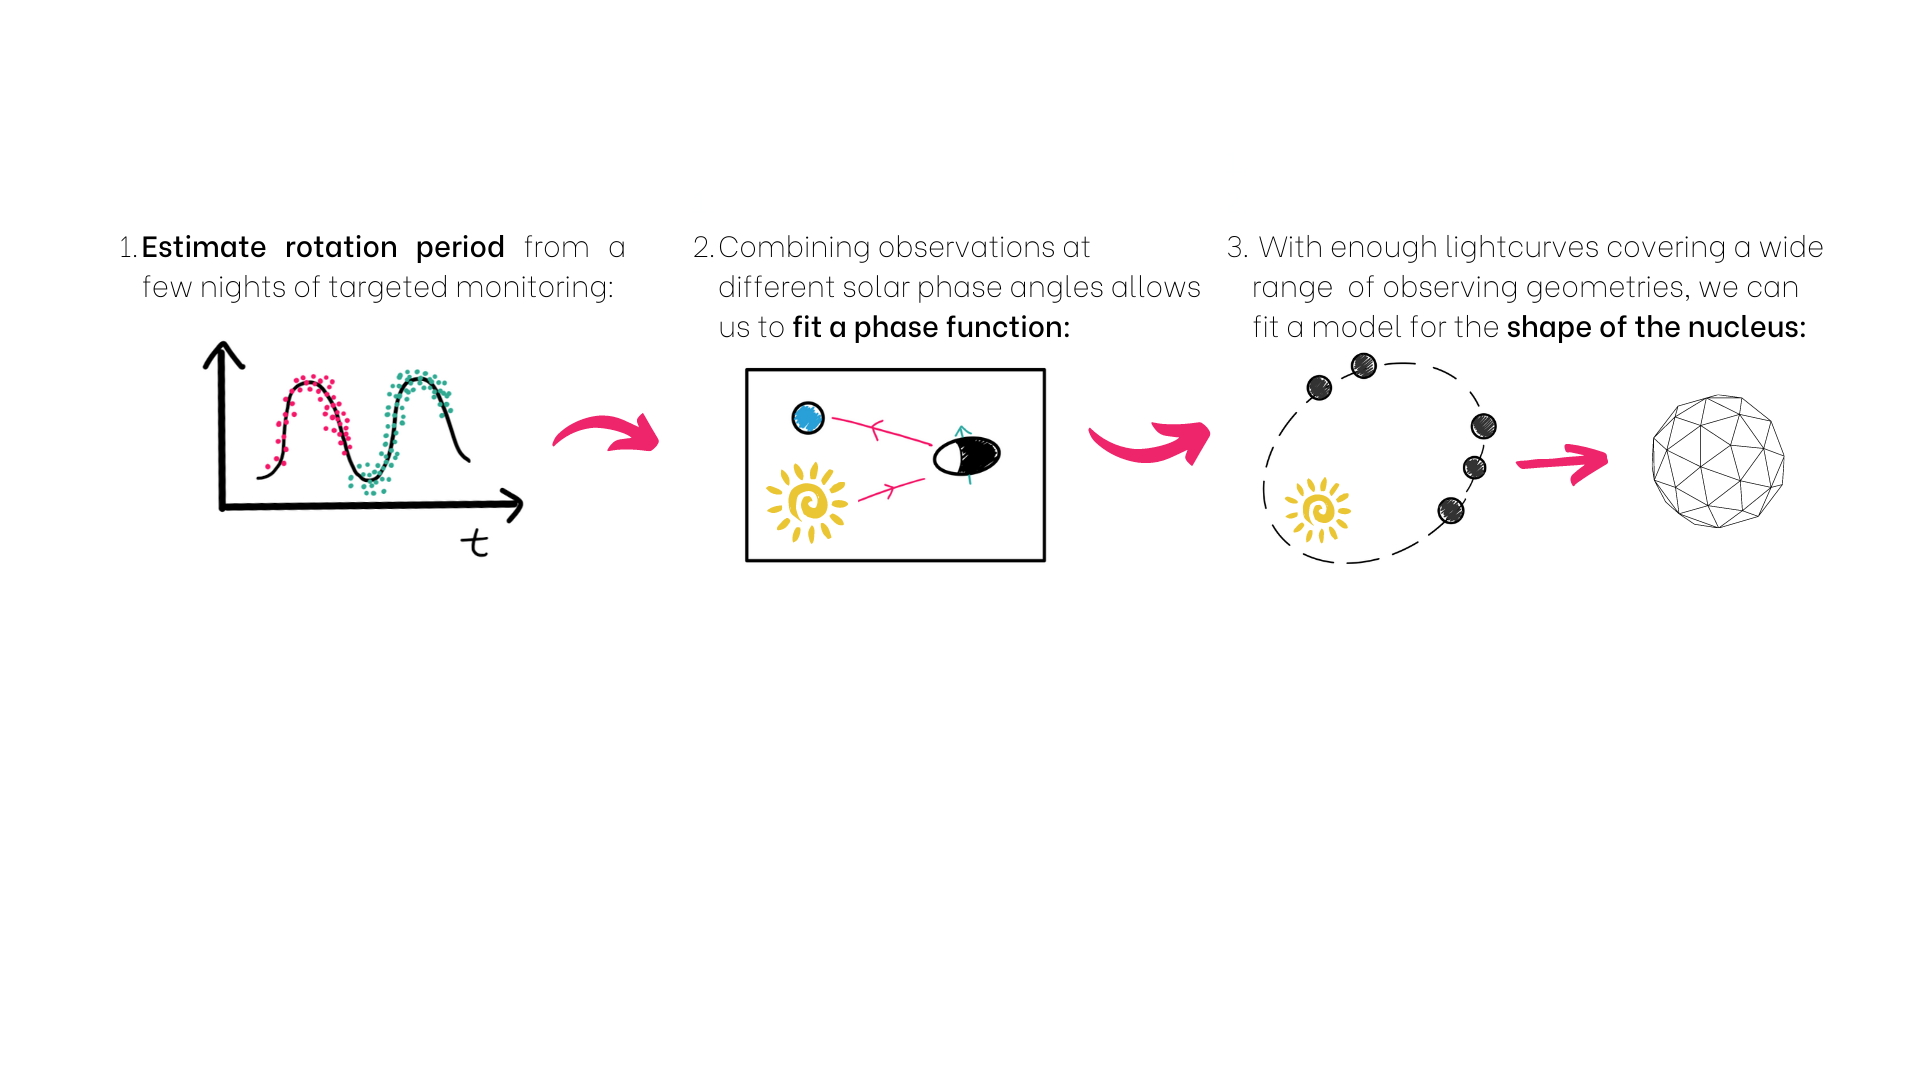 1. Estimate rotation period from a
few nights of targeted monitoring:
t
2. Combining observations at
different solar phase angles allows
us to fit a phase function:
3. With enough lightcurves covering a wide
range of observing geometries, we can
fit a model for the shape of the nucleus: